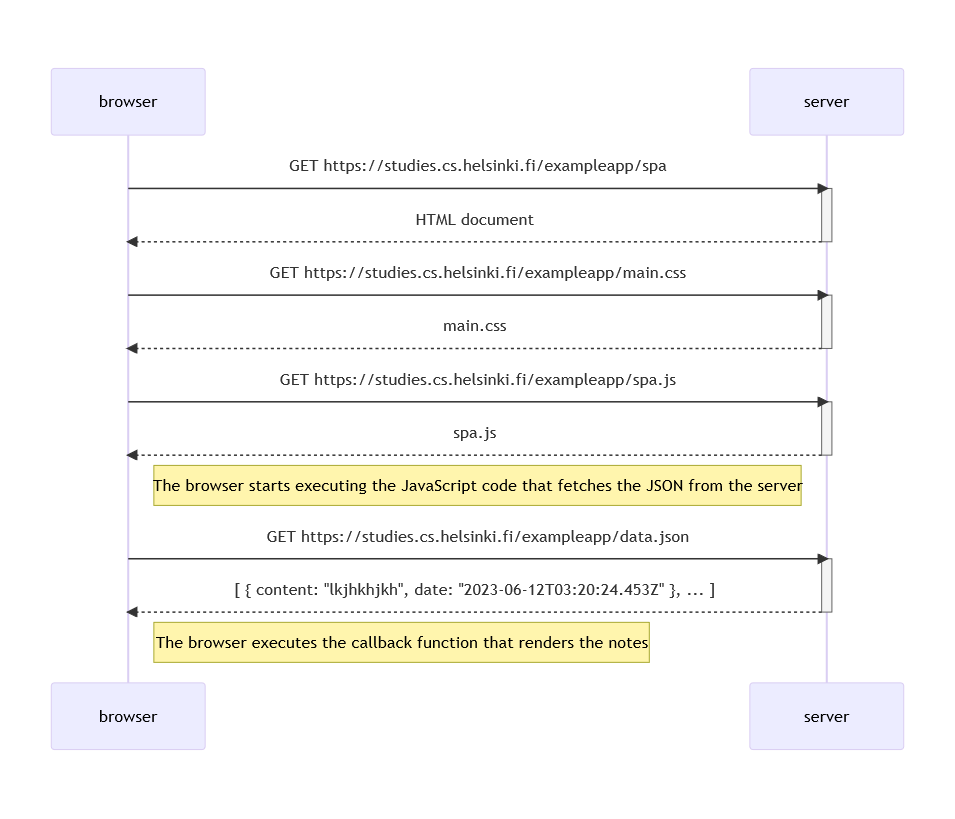 browser
server
GET https://studies.cs.helsinki.fi/exampleapp/spa
HTML document
GET https://studies.cs.helsinki.fi/exampleapp/main.css
main.css
GET https://studies.cs.helsinki.fi/exampleapp/spa.js
spa.js
The browser starts executing the JavaScript code that fetches the JSON from the server
GET https://studies.cs.helsinki.fi/exampleapp/data.json
[ { content: "lkjhkhjkh", date: "2023-06-12T03:20:24.453Z" }, ... ]
The browser executes the callback function that renders the notes
browser
server